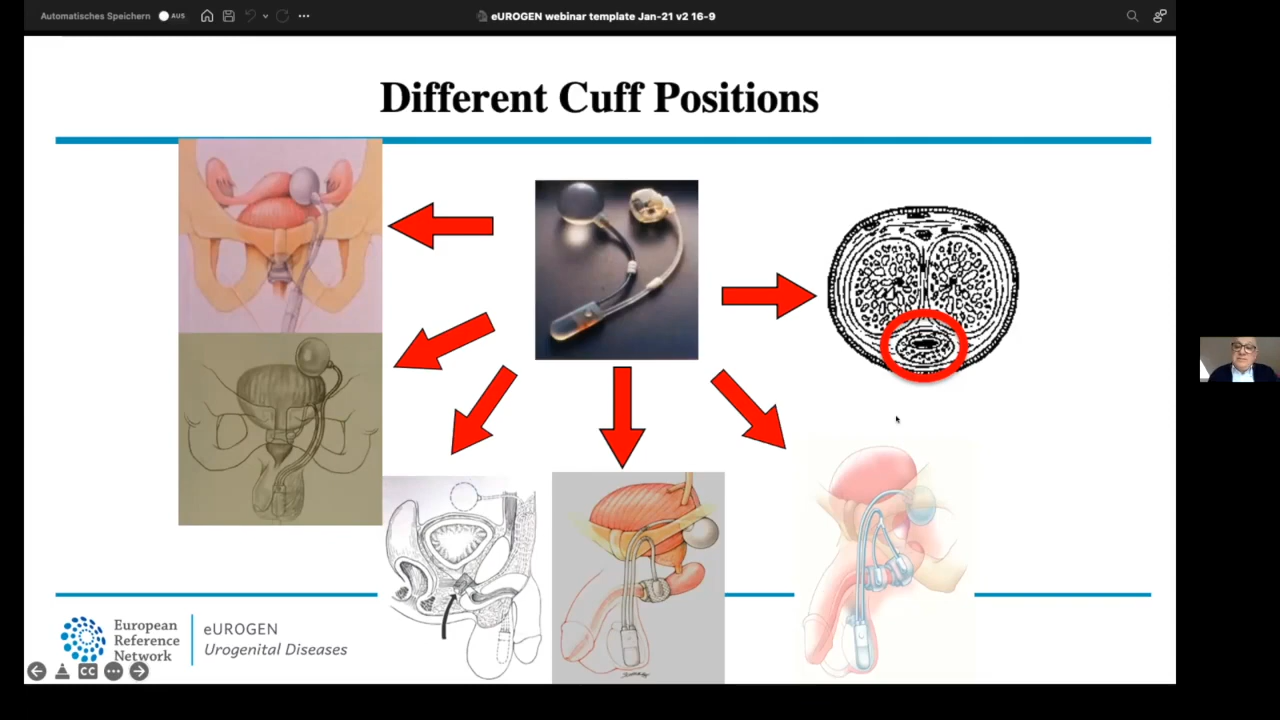 Automatisches Speichern AUS
eUROGEN webinar template Jan-21 v2 16-9
Different Cuff Positions
European
Reference
Network
eUROGEN
Urogenital Diseases
CC